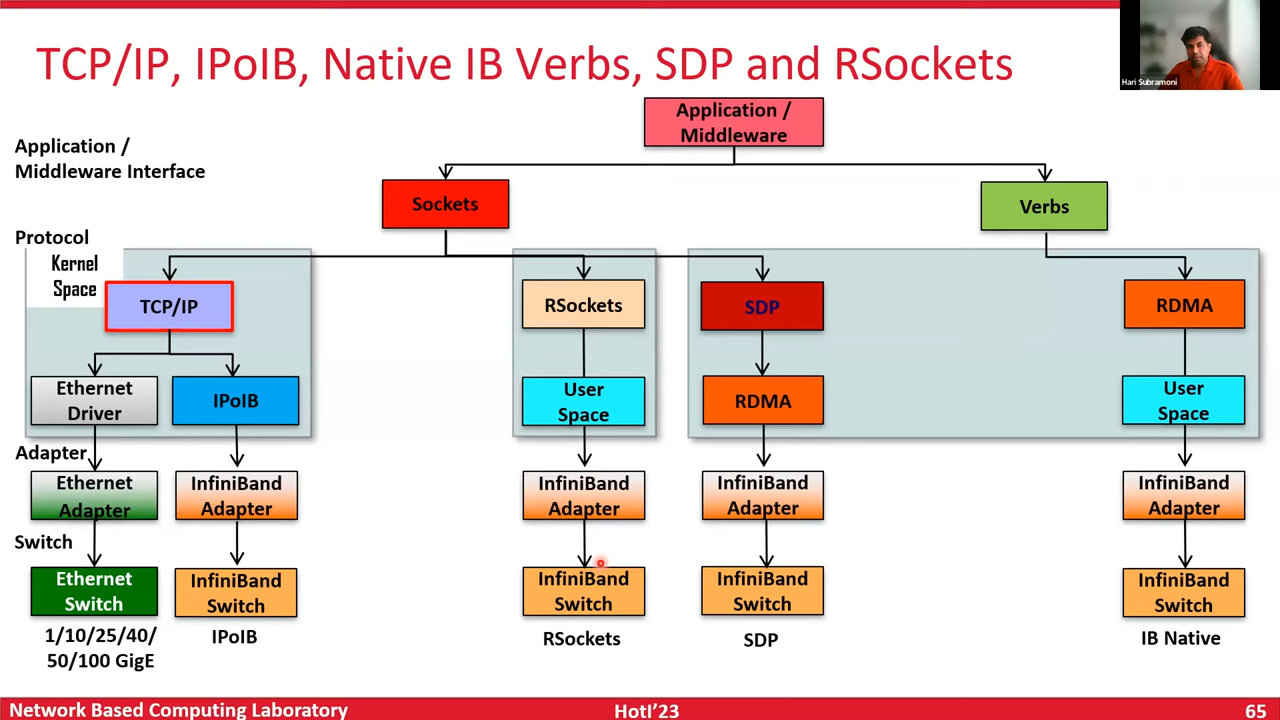 TCP/IP, IPoIB, Native IB Verbs, SDP and RSockets
Hari Subramoni
Application /
Middleware
Application /
Middleware Interface
Sockets
Verbs
Protocol
Kernel
Space
TCP/IP
RSockets
SDP
RDMA
Ethernet
Driver
IPoIB
User
Space
RDMA
User
Space
Adapter
Ethernet
Adapter
InfiniBand
Adapter
InfiniBand
Adapter
InfiniBand
Adapter
InfiniBand
Adapter
Switch
Ethernet
Switch
InfiniBand
Switch
InfiniBand
Switch
InfiniBand
Switch
InfiniBand
Switch
1/10/25/40/
50/100 GigE
IPoIB
RSockets
SDP
IB Native
Network Based Computing Laboratory
HotI'23
65